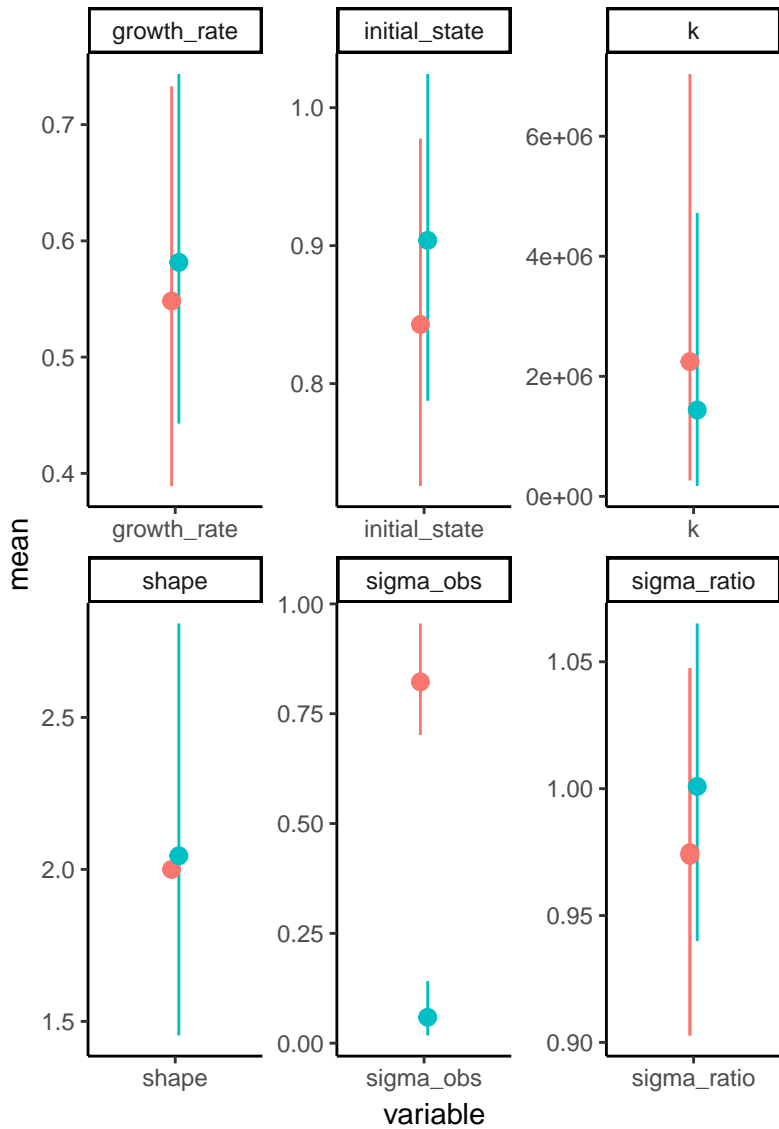 growth_rate
initial_state
k
0.7
0.6
0.5
0.4
1.0
0.9
0.8
6e+06
4e+06
2e+06
0e+00
growth_rate
initial_state
k
mean
shape
sigma_obs
sigma_ratio
2.5
2.0
1.5
1.00
0.75
0.50
0.25
0.00
1.05
1.00
0.95
0.90
shape
sigma_obs
sigma_ratio
variable